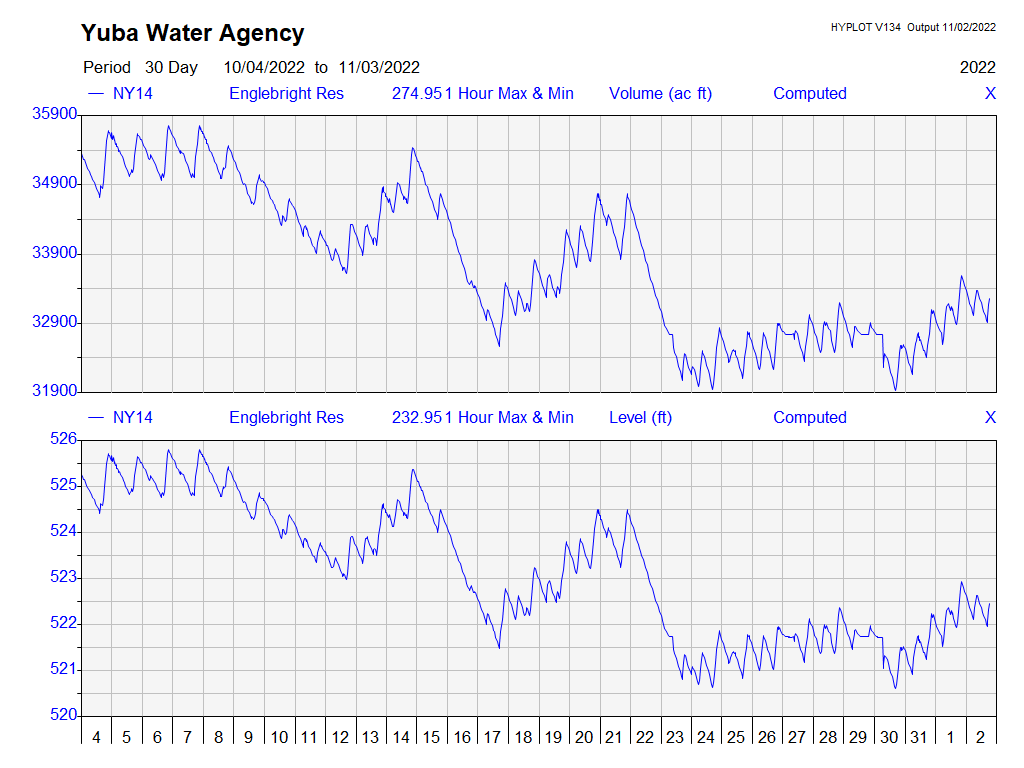 Yuba Water Agency
HYPLOT V134 Output 11/02/2022
Period 30 Day 10/04/2022 to 11/03/2022
2022
NY14 Englebright Res 274.951 Hour Max & Min Volume (ac ft) Computed X
35900
34900
33900
32900
31900
NY14 Englebright Res 232.951 Hour Max & Min Level (ft) Computed X
526
525
524
523
522
521
520
4 5 6 7 8 9 10 11 12 13 14 15 16 17 18 19 20 21 22 23 24 25 26 27 28 29 30 31 1 2